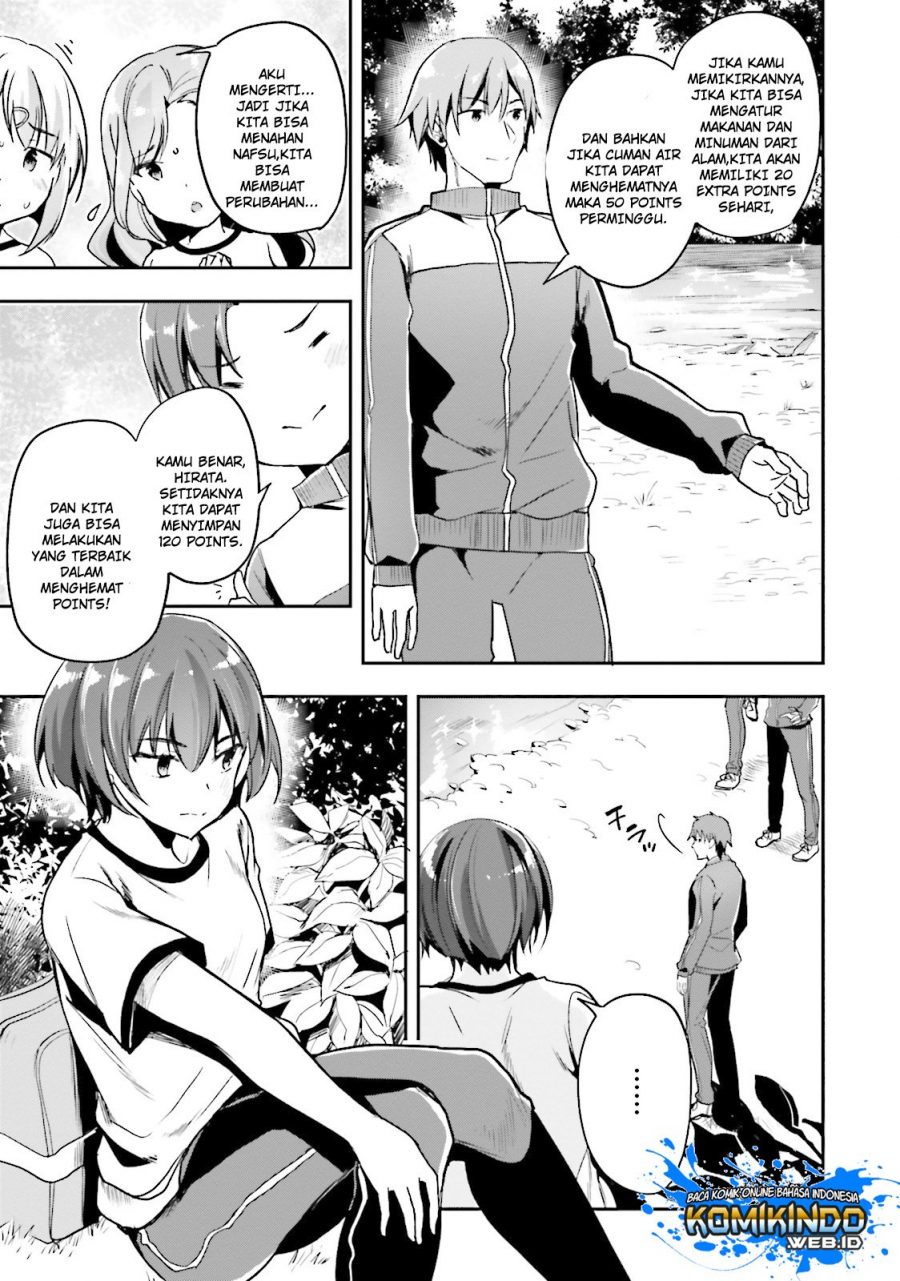 JIKA KAMU
MEMIKIRKANNYA,
JIKA KITA BISA
MENGATUR
MAKANAN DAN
MINUMAN DARI
ALAM,KITA AKAN
MEMILIKI 20
EXTRA POINTS
SEHARI,
DAN BAHKAN
JIKA CUMAN AIR
KITA DAPAT
MENGHEMATNYA
MAKA 50 POINTS
PERMINGGU.
AKU
MENGERTI...
JADI JIKA
KITA BISA
MENAHAN
NAFSU,KITA
BISA
MEMBUAT
PERUBAHAN...
KAMU BENAR,
HIRATA.
SETIDAKNYA
KITA DAPAT
MENYIMPAN
120 POINTS.
DAN KITA
JUGA BISA
MELAKUKAN
YANG TERBAIK
DALAM
MENGHEMAT
POINTS!
......
BACA KOMIK ONLINE BAHASA INDONESIA
KOMIKINDO
WEB.ID